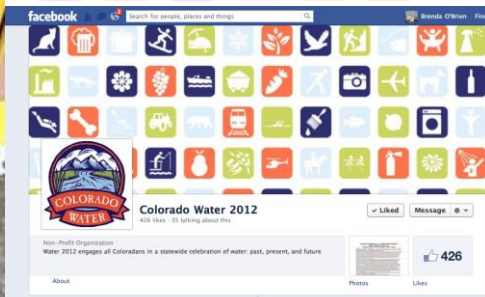 facebook 2 Search for people, places and things Brenda O'Brien Fin
COLORADO
WATER
Colorado Water 2012
426 likes · 35 talking about this
✓ Liked
Message
Non-Profit Organization
Water 2012 engages all Coloradans in a statewide celebration of water: past, present, and future
426
About
Photos
Likes